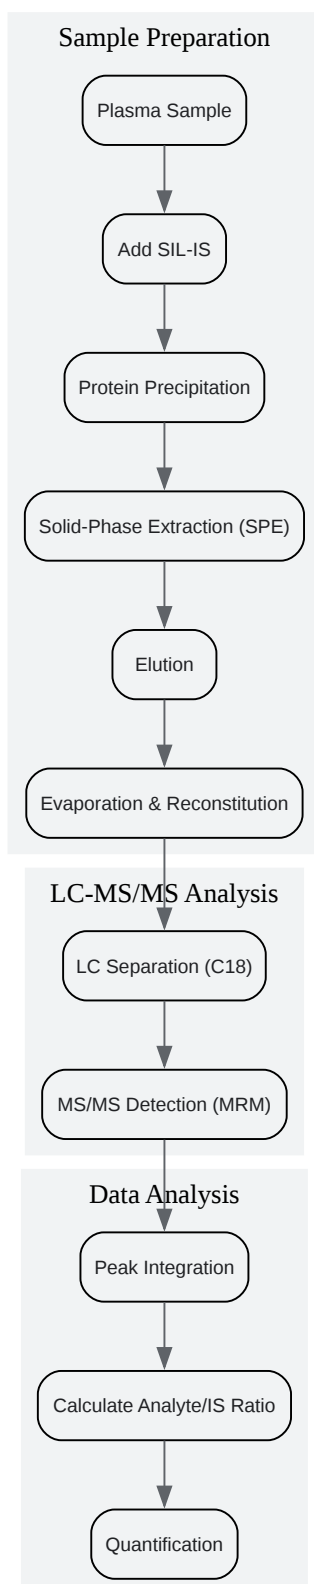 Sample Preparation
Plasma Sample
Add SIL-IS
Protein Precipitation
Solid-Phase Extraction (SPE)
Elution
Evaporation & Reconstitution
LC-MS/MS Analysis
LC Separation (C18)
MS/MS Detection (MRM)
Data Analysis
Peak Integration
Calculate Analyte/IS Ratio
Quantification